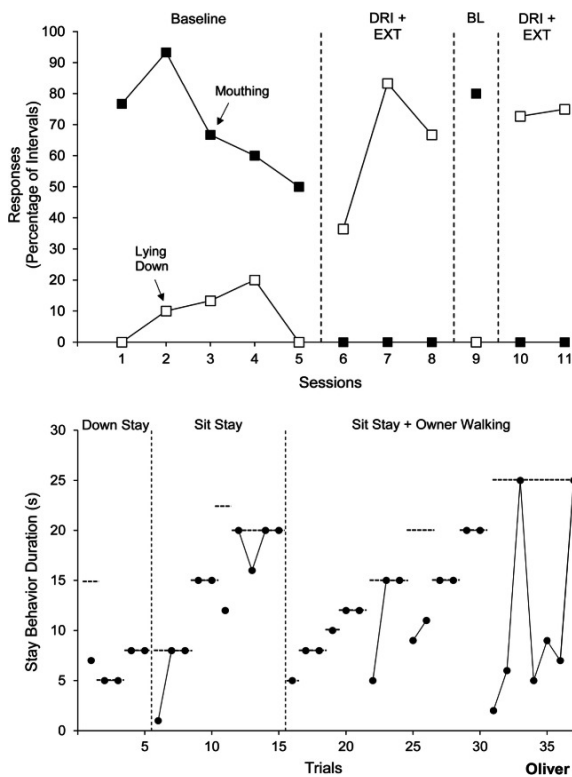 Baseline
DRI +
EXT
BL
DRI +
EXT
Responses
(Percentage of Intervals)
100
90
80
70
60
50
40
30
20
10
0
Mouthing
Lying
Down
1 2 3 4 5 6 7 8 9 10 11
Sessions
Down Stay Sit Stay Sit Stay + Owner Walking
Stay Behavior Duration (s)
30
25
20
15
10
5
0
5 10 15 20 25 30 35
Trials
Oliver